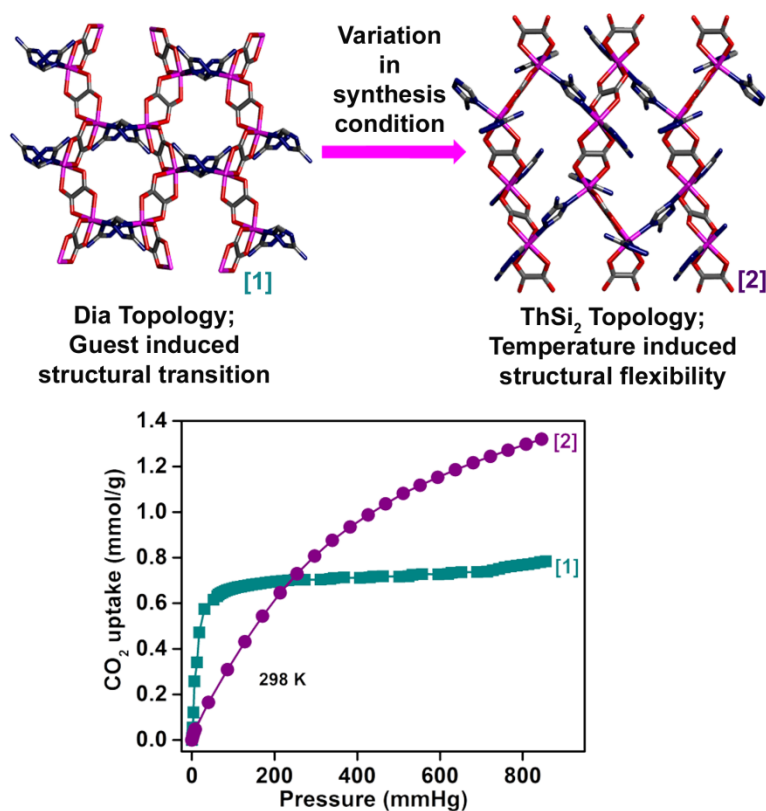 Variation
in
synthesis
condition
[1]
[2]
Dia Topology;
Guest induced
structural transition
ThSi₂ Topology;
Temperature induced
structural flexibility
1.4
1.2
1.0
0.8
0.6
0.4
0.2
0.0
CO₂ uptake (mmol/g)
[2]
[1]
298 K
0 200 400 600 800
Pressure (mmHg)